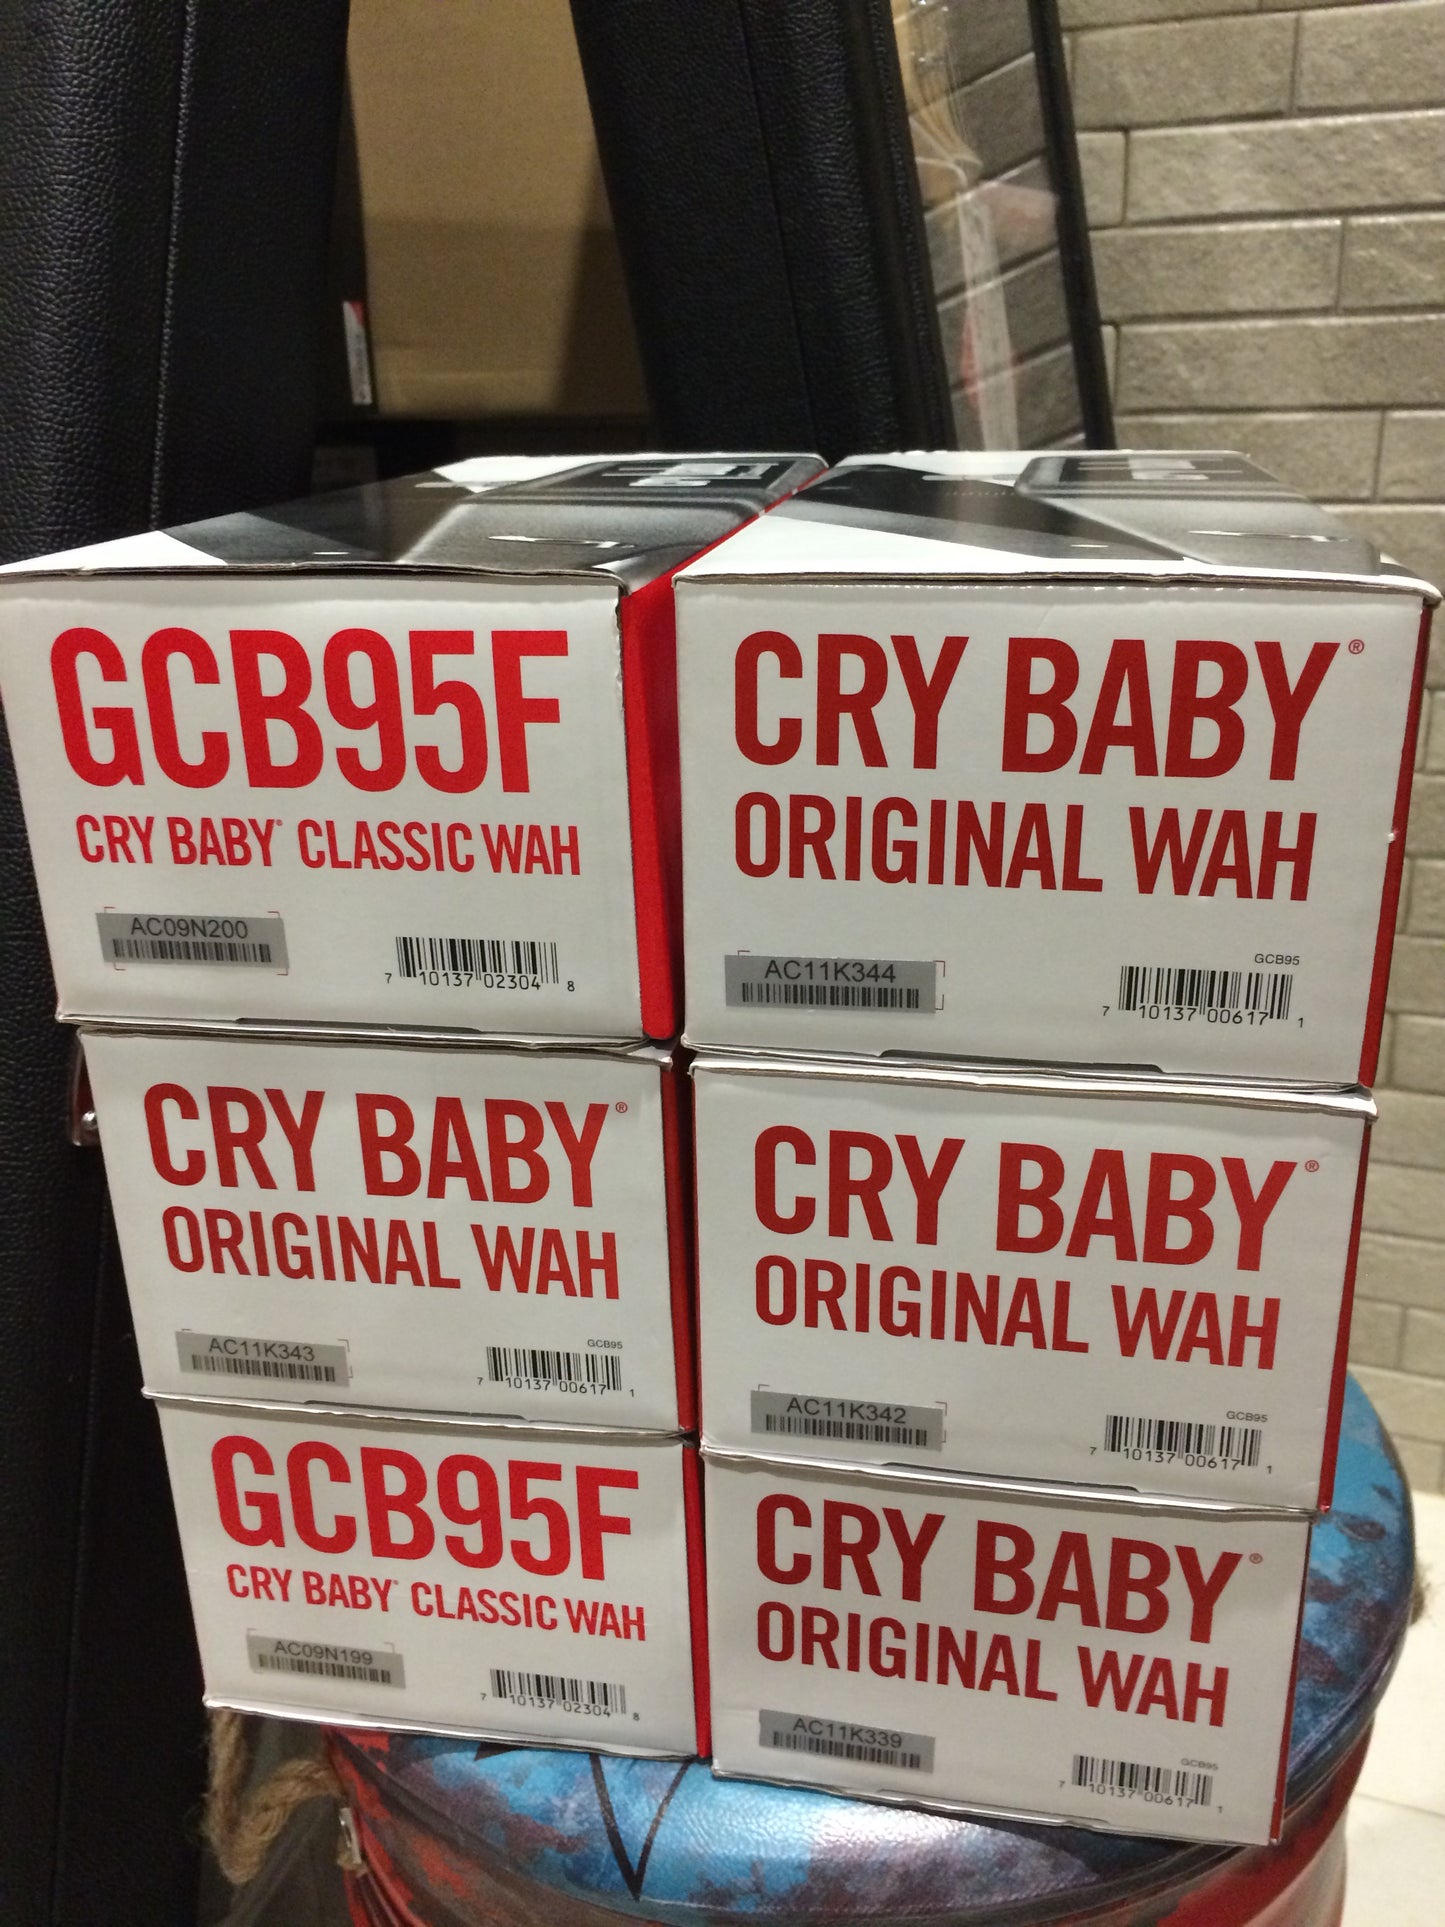 GCB95F
CRY BABY® CLASSIC WAH
AC09N200
7 10137 02304 8
CRY BABY®
ORIGINAL WAH
AC11K344
GCB95
7 10137 00617 1
CRY BABY®
ORIGINAL WAH
AC11K343
GCB95
7 10137 00617 1
CRY BABY®
ORIGINAL WAH
AC11K342
GCB95
7 10137 00617 1
GCB95F
CRY BABY® CLASSIC WAH
AC09N199
7 10137 02304 8
CRY BABY®
ORIGINAL WAH
AC11K339
GCB95
7 10137 00617 1